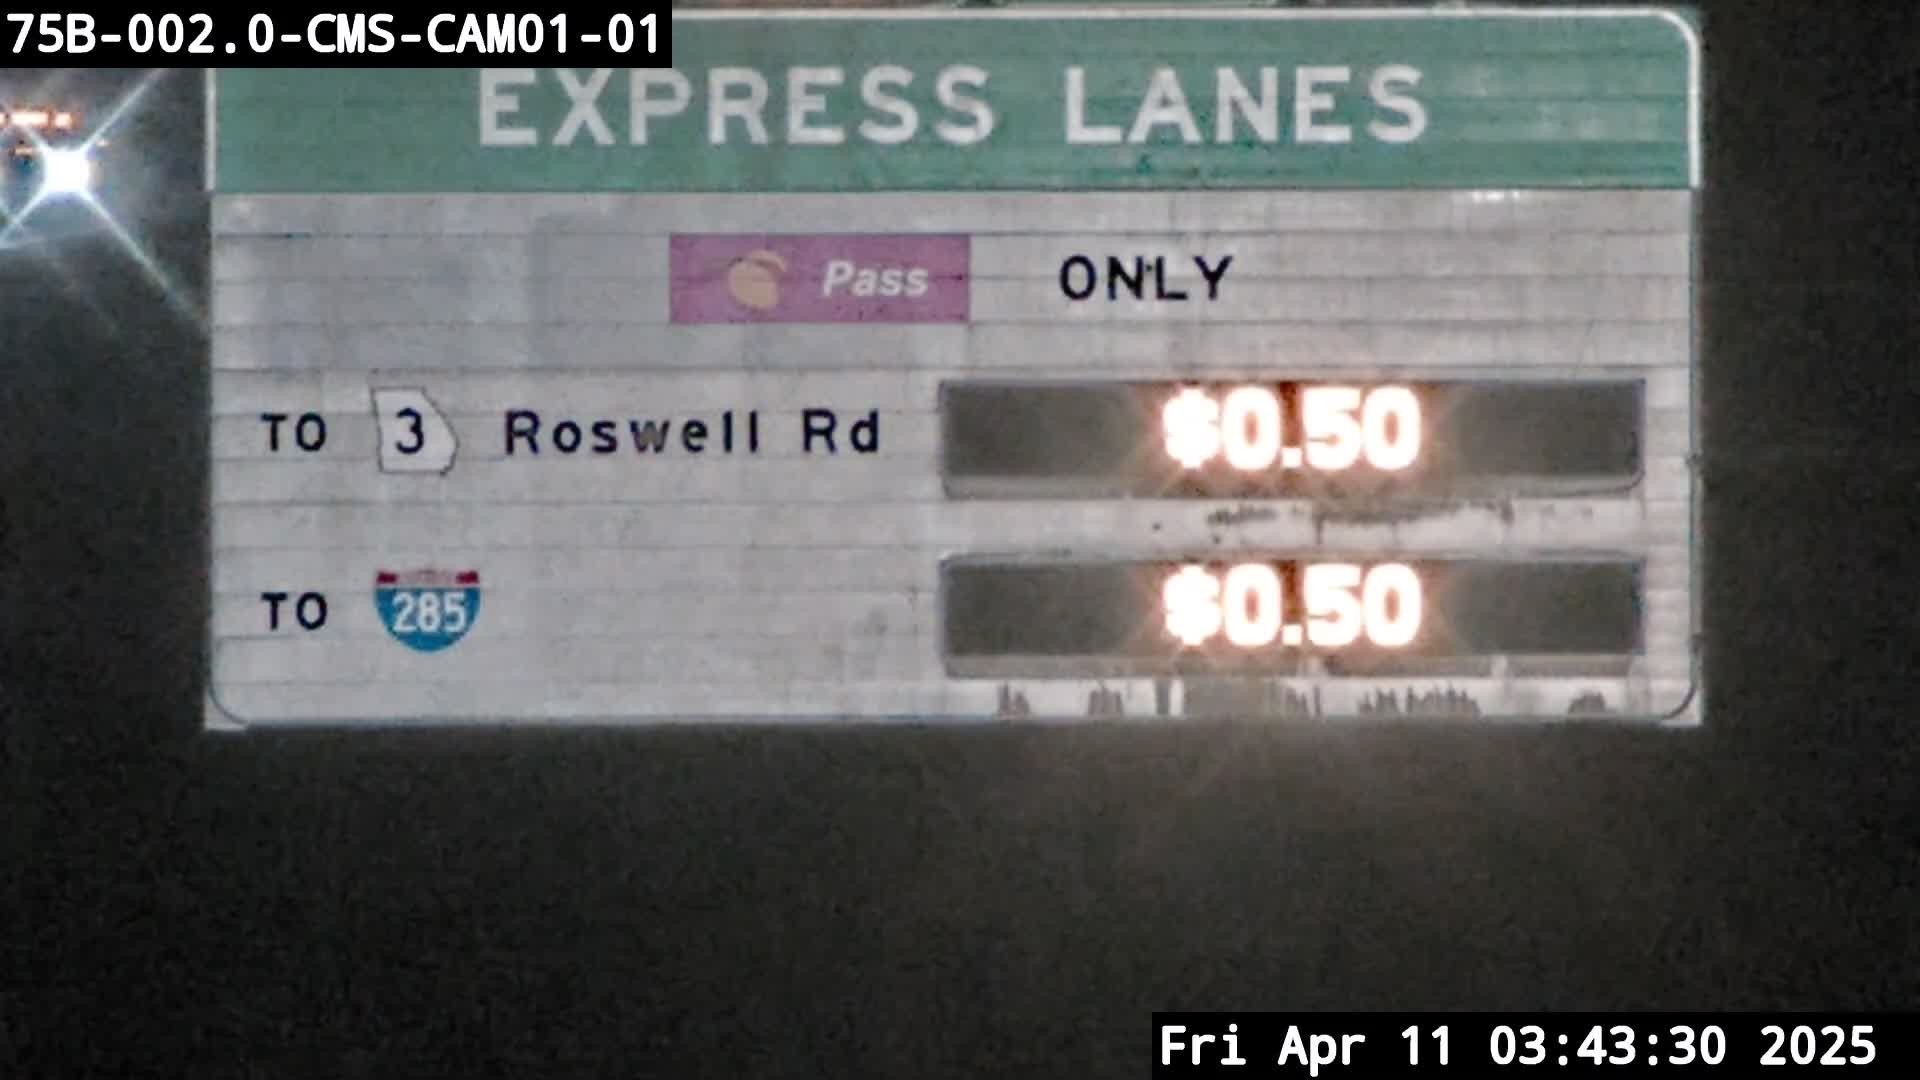 75B-002.0-CMS-CAM01-01
EXPRESS LANES
Pass ONLY
TO 3 Roswell Rd $0.50
TO 285 $0.50
Fri Apr 11 03:43:30 2025